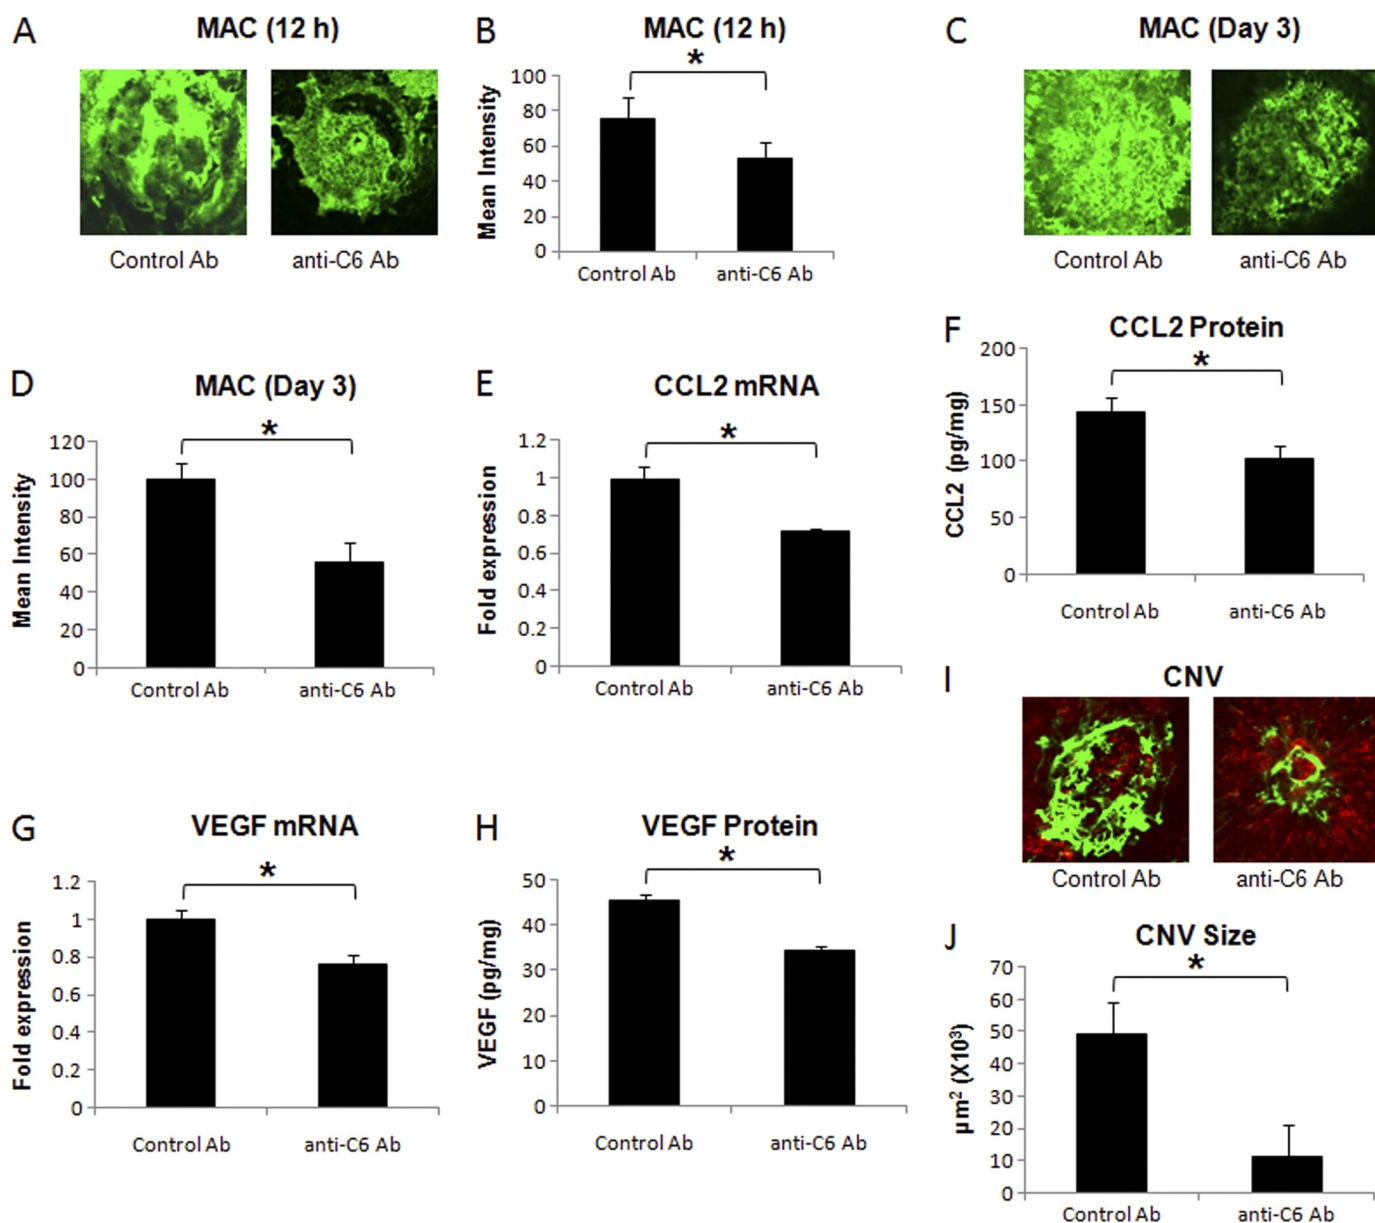 A
MAC (12 h)
Control Ab
anti-C6 Ab
B
MAC (12 h)
*
100
80
60
40
20
0
Mean Intensity
Control Ab
anti-C6 Ab
C
MAC (Day 3)
Control Ab
anti-C6 Ab
D
MAC (Day 3)
*
120
100
80
60
40
20
0
Mean Intensity
Control Ab
anti-C6 Ab
E
CCL2 mRNA
*
1.2
1
0.8
0.6
0.4
0.2
0
Fold expression
Control Ab
anti-C6 Ab
F
CCL2 Protein
*
200
150
100
50
0
CCL2 (pg/mg)
Control Ab
anti-C6 Ab
G
VEGF mRNA
*
1.2
1
0.8
0.6
0.4
0.2
0
Fold expression
Control Ab
anti-C6 Ab
H
VEGF Protein
*
50
40
30
20
10
0
VEGF (pg/mg)
Control Ab
anti-C6 Ab
I
CNV
Control Ab
anti-C6 Ab
J
CNV Size
*
70
60
50
40
30
20
10
0
µm² (X10³)
Control Ab
anti-C6 Ab